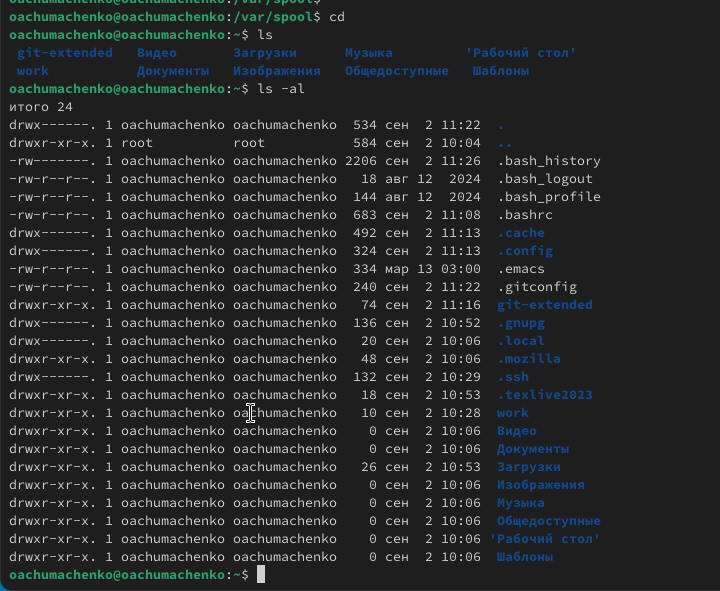 oachumachenko@oachumachenko:/var/spool$
oachumachenko@oachumachenko:/var/spool$ cd
oachumachenko@oachumachenko:~$ ls
git-extended Видео Загрузки Музыка 'Рабочий стол'
work Документы Изображения Общедоступные Шаблоны
oachumachenko@oachumachenko:~$ ls -al
итого 24
drwx------. 1 oachumachenko oachumachenko 534 сен 2 11:22 .
drwxr-xr-x. 1 root root 584 сен 2 10:04 ..
-rw-------. 1 oachumachenko oachumachenko 2206 сен 2 11:26 .bash_history
-rw-r--r--. 1 oachumachenko oachumachenko 18 авг 12 2024 .bash_logout
-rw-r--r--. 1 oachumachenko oachumachenko 144 авг 12 2024 .bash_profile
-rw-r--r--. 1 oachumachenko oachumachenko 683 сен 2 11:08 .bashrc
drwx------. 1 oachumachenko oachumachenko 492 сен 2 11:13 .cache
drwx------. 1 oachumachenko oachumachenko 324 сен 2 11:13 .config
-rw-r--r--. 1 oachumachenko oachumachenko 334 мар 13 03:00 .emacs
-rw-r--r--. 1 oachumachenko oachumachenko 240 сен 2 11:22 .gitconfig
drwxr-xr-x. 1 oachumachenko oachumachenko 74 сен 2 11:16 git-extended
drwx------. 1 oachumachenko oachumachenko 136 сен 2 10:52 .gnupg
drwx------. 1 oachumachenko oachumachenko 20 сен 2 10:06 .local
drwxr-xr-x. 1 oachumachenko oachumachenko 48 сен 2 10:06 .mozilla
drwx------. 1 oachumachenko oachumachenko 132 сен 2 10:29 .ssh
drwxr-xr-x. 1 oachumachenko oachumachenko 18 сен 2 10:53 .texlive2023
drwxr-xr-x. 1 oachumachenko oachumachenko 10 сен 2 10:28 work
drwxr-xr-x. 1 oachumachenko oachumachenko 0 сен 2 10:06 Видео
drwxr-xr-x. 1 oachumachenko oachumachenko 0 сен 2 10:06 Документы
drwxr-xr-x. 1 oachumachenko oachumachenko 26 сен 2 10:53 Загрузки
drwxr-xr-x. 1 oachumachenko oachumachenko 0 сен 2 10:06 Изображения
drwxr-xr-x. 1 oachumachenko oachumachenko 0 сен 2 10:06 Музыка
drwxr-xr-x. 1 oachumachenko oachumachenko 0 сен 2 10:06 Общедоступные
drwxr-xr-x. 1 oachumachenko oachumachenko 0 сен 2 10:06 'Рабочий стол'
drwxr-xr-x. 1 oachumachenko oachumachenko 0 сен 2 10:06 Шаблоны
oachumachenko@oachumachenko:~$